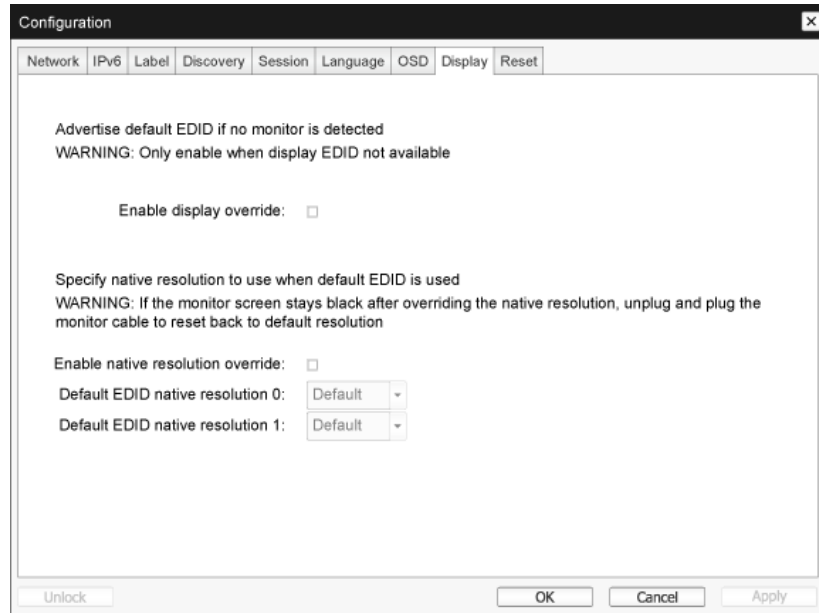 Configuration
Network IPv6 Label Discovery Session Language OSD Display Reset
Advertise default EDID if no monitor is detected
WARNING: Only enable when display EDID not available
Enable display override:
Specify native resolution to use when default EDID is used
WARNING: If the monitor screen stays black after overriding the native resolution, unplug and plug the
monitor cable to reset back to default resolution
Enable native resolution override:
Default EDID native resolution 0: Default
Default EDID native resolution 1: Default
Unlock OK Cancel Apply